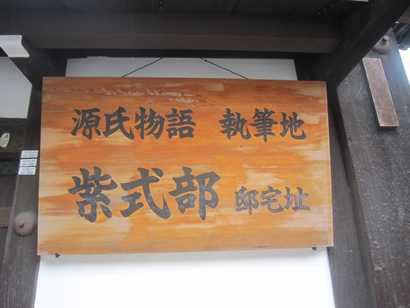 源氏物語 執筆地
紫式部 邸宅址